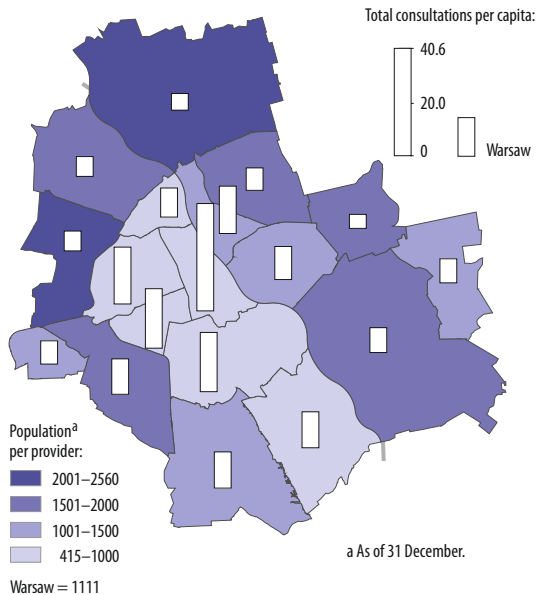 Total consultations per capita:
40.6
20.0
0
Warsaw
Population^a
per provider:
2001–2560
1501–2000
1001–1500
415–1000
Warsaw = 1111
a As of 31 December.